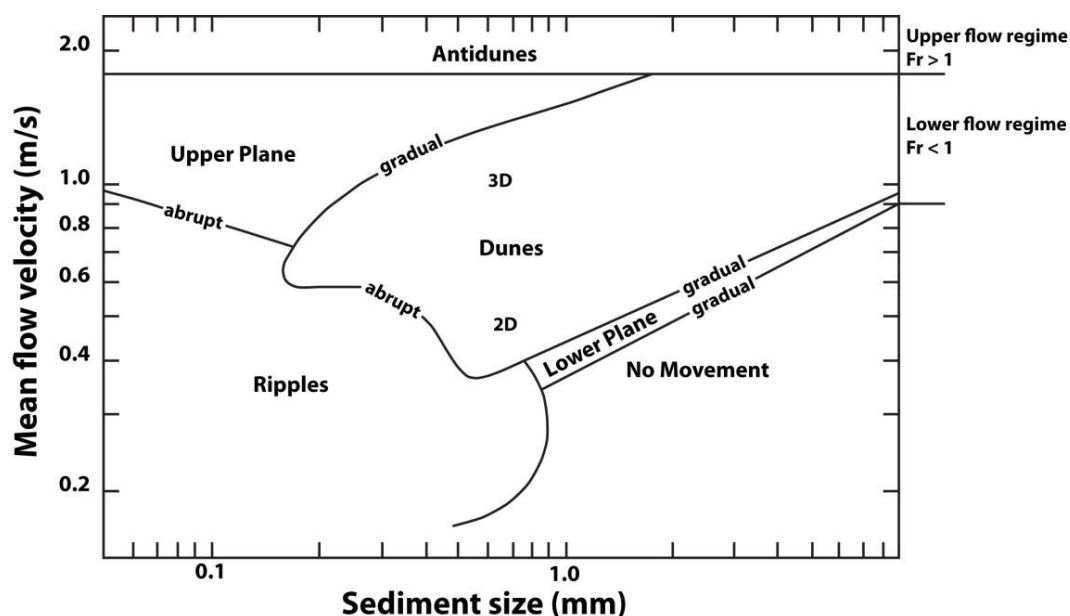 2.0
1.0
0.8
0.6
0.4
0.2
Mean flow velocity (m/s)
Antidunes
Upper flow regime
Fr > 1
Lower flow regime
Fr < 1
Upper Plane
gradual
3D
abrupt
Dunes
abrupt
gradual
gradual
2D
Lower Plane
Ripples
No Movement
0.1
1.0
Sediment size (mm)